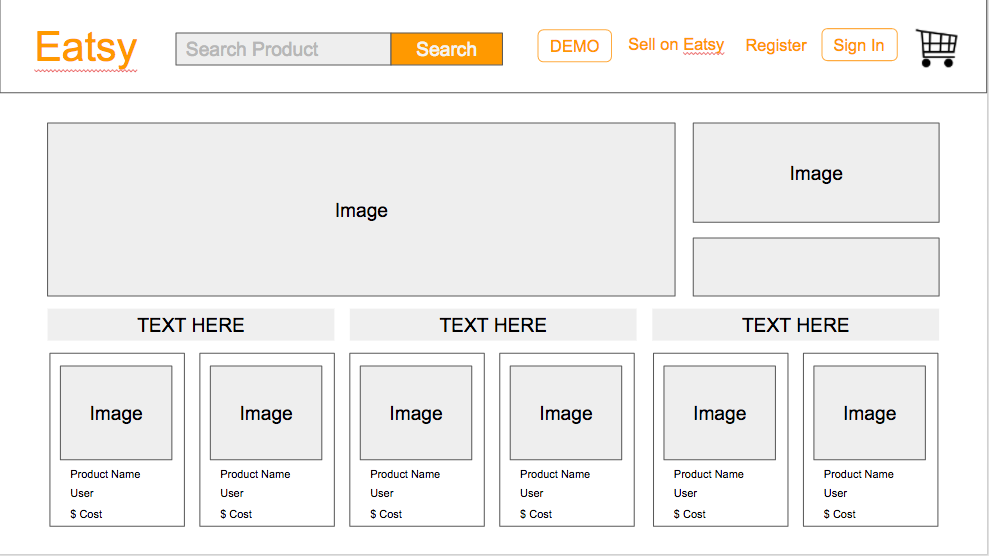 Eatsy
Search Product
Search
DEMO
Sell on Eatsy
Register
Sign In
Image
Image
TEXT HERE
TEXT HERE
TEXT HERE
Image
Product Name
User
$ Cost
Image
Product Name
User
$ Cost
Image
Product Name
User
$ Cost
Image
Product Name
User
$ Cost
Image
Product Name
User
$ Cost
Image
Product Name
User
$ Cost